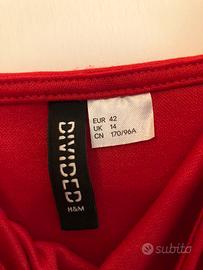 DIVIDED
H&M
EUR 42
UK 14
CN 170/96A
subito